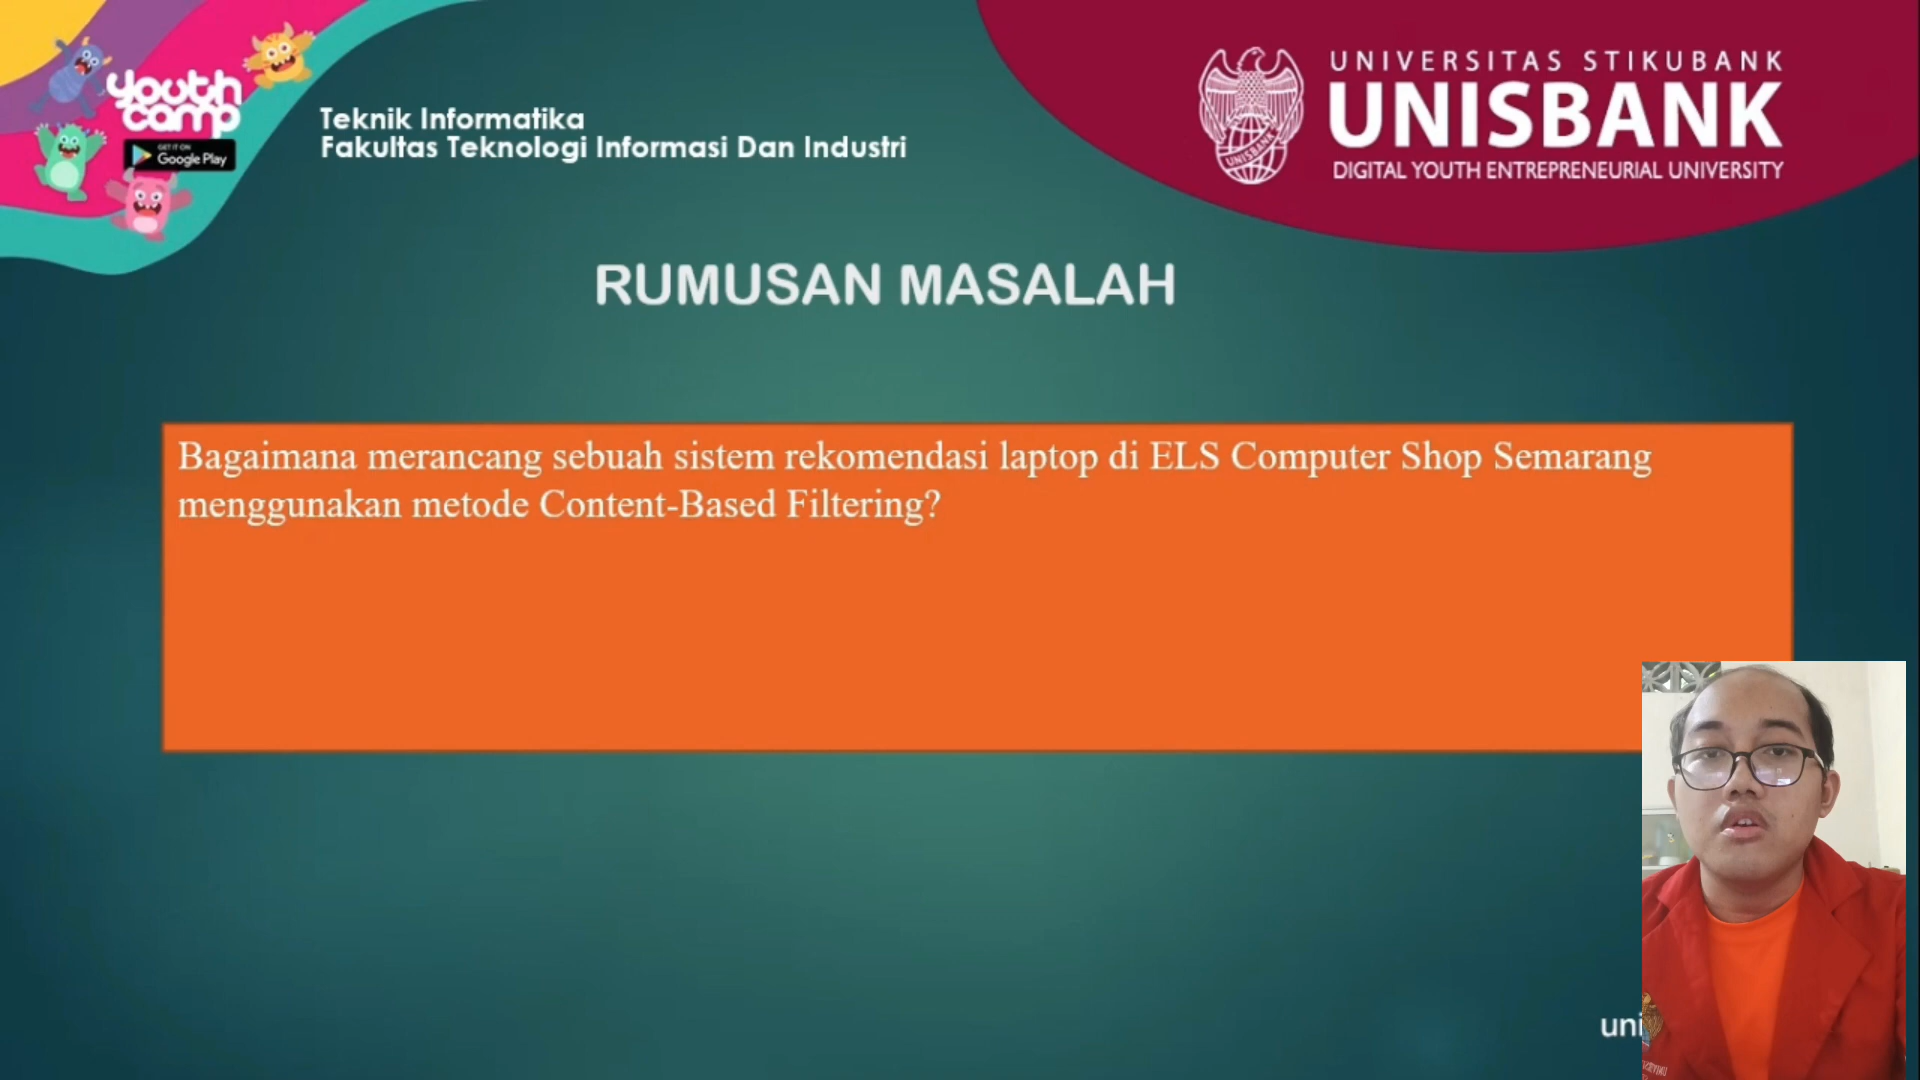 youth
camp
GET IT ON
Google Play
Teknik Informatika
Fakultas Teknologi Informasi Dan Industri
UNIVERSITAS STIKUBANK
UNISBANK
DIGITAL YOUTH ENTREPRENEURIAL UNIVERSITY
UNISBANK
RUMUSAN MASALAH
Bagaimana merancang sebuah sistem rekomendasi laptop di ELS Computer Shop Semarang
menggunakan metode Content-Based Filtering?
uni